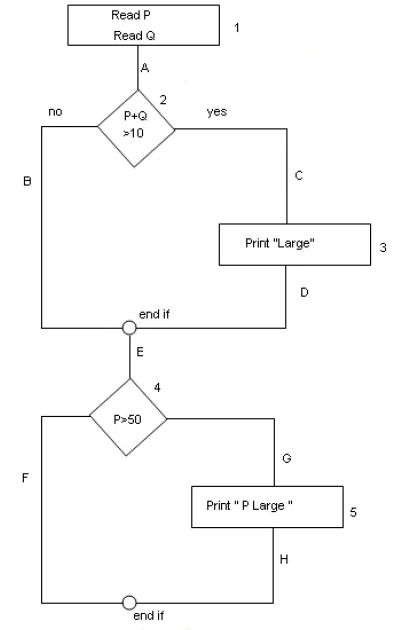 Read P
Read Q
1
A
2
no
P+Q
>10
yes
B
C
Print "Large"
3
D
end if
E
4
P>50
F
G
Print " P Large "
5
H
end if